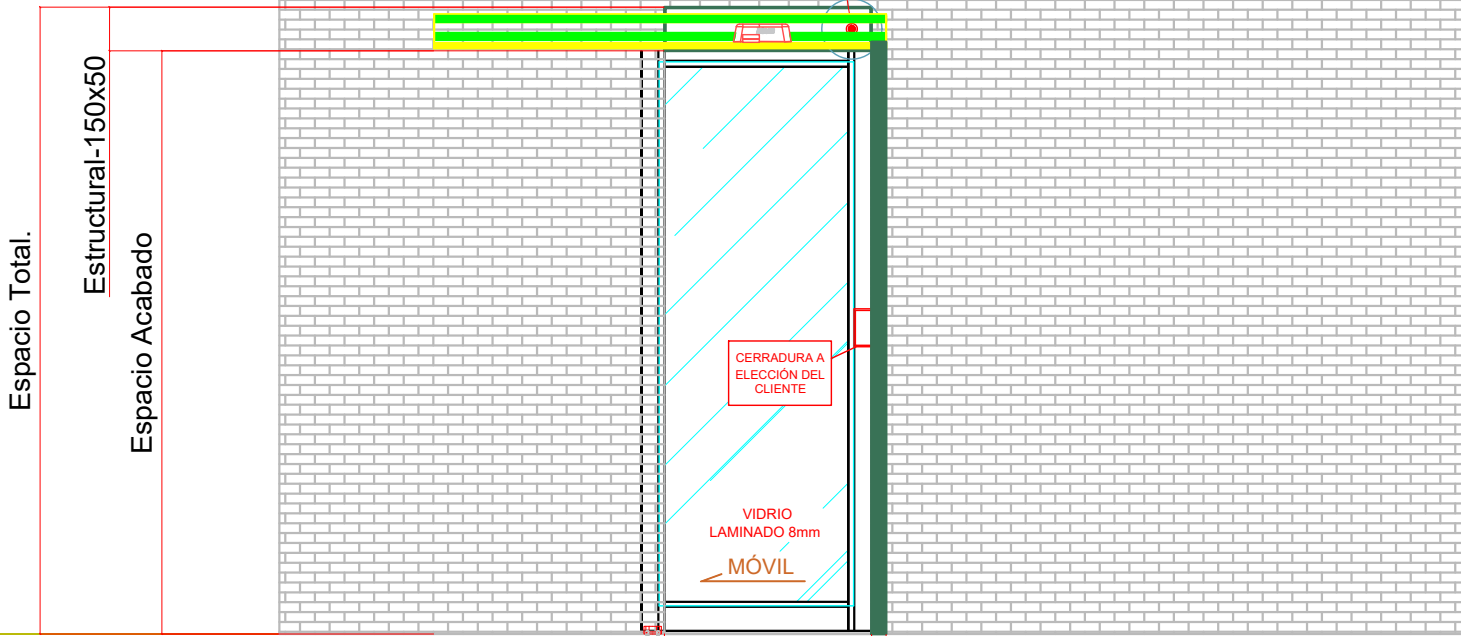 Espacio Total.
Estructural-150x50
Espacio Acabado
CERRADURA A
ELECCIÓN DEL
CLIENTE
VIDRIO
LAMINADO 8mm
MÓVIL